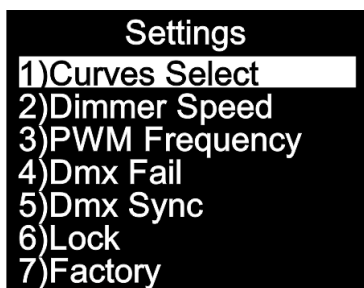 Settings
1)Curves Select
2)Dimmer Speed
3)PWM Frequency
4)Dmx Fail
5)Dmx Sync
6)Lock
7)Factory